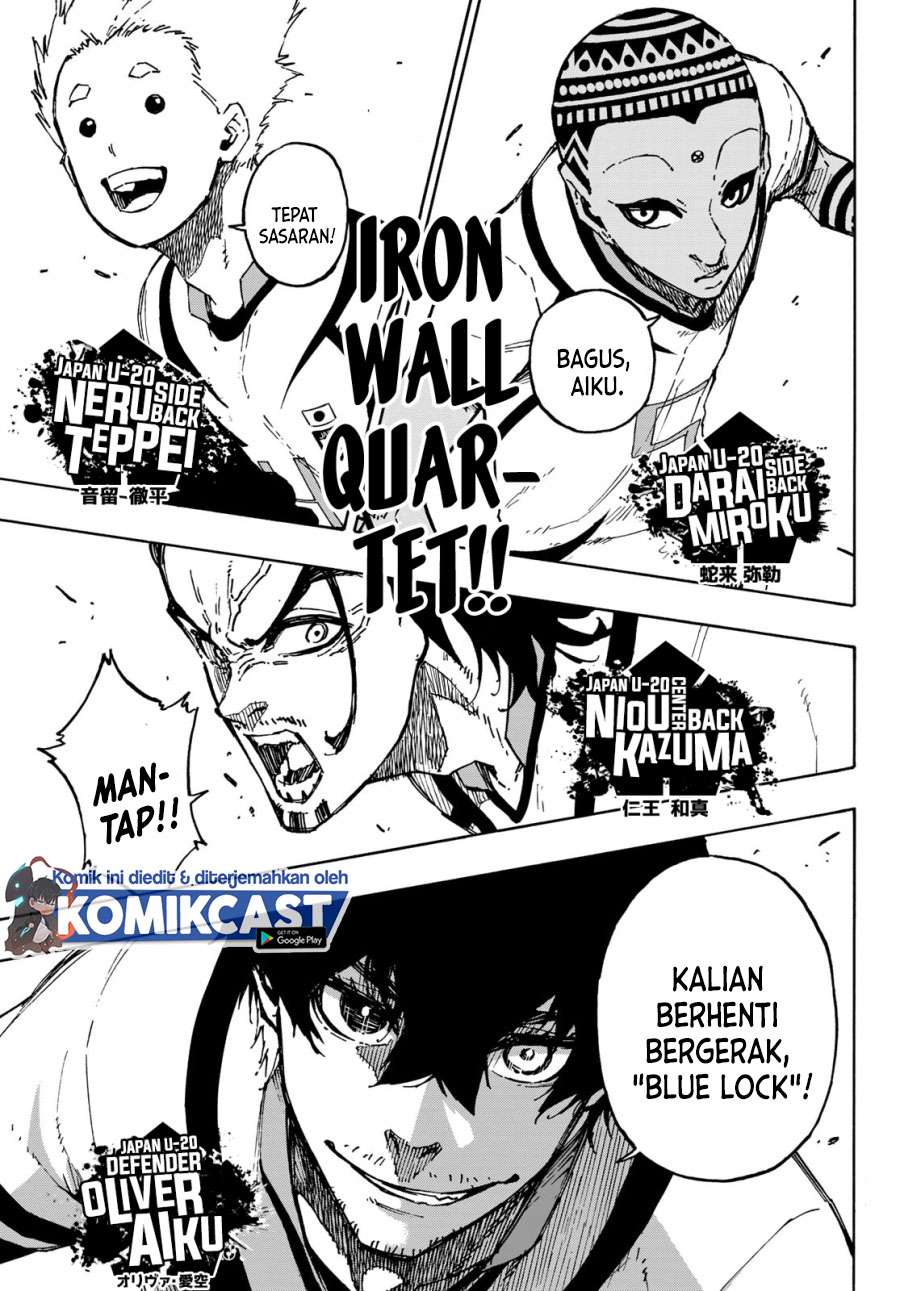 BAGUS,
AIKU.
JAPAN U-20
DARAI SIDE BACK
MIROKU
蛇来 弥勒
TEPAT
SASARAN!
IRON
WALL
QUAR-
TET!!
JAPAN U-20
NERU SIDE BACK
TEPPEI
音留 徹平
JAPAN U-20
NIOU CENTER BACK
KAZUMA
仁王 和真
MAN-
TAP!!
Komik ini diedit & diterjemahkan oleh
KOMIKCAST
GET IT ON
Google Play
KALIAN
BERHENTI
BERGERAK,
"BLUE LOCK"!
JAPAN U-20
DEFENDER
OLIVER
AIKU
オリヴァ・愛空